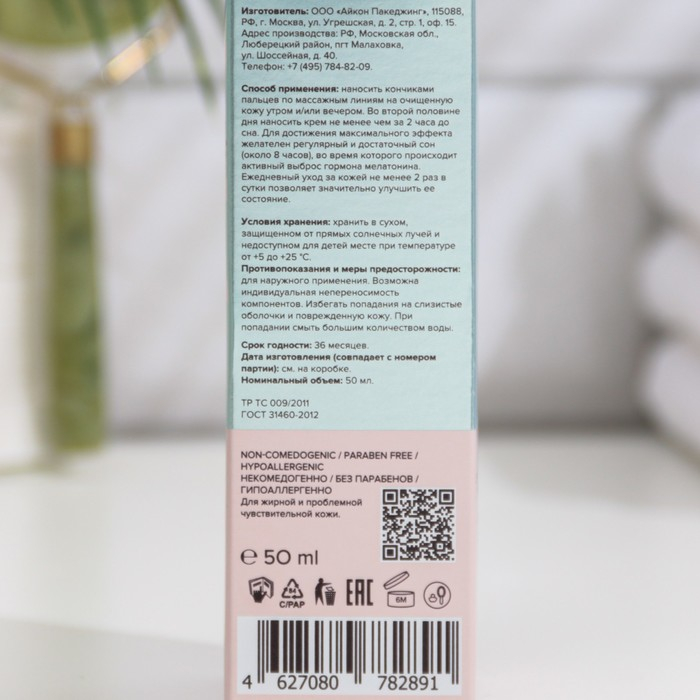 Изготовитель: ООО «Айкон Пакеджинг», 115088,
РФ, г. Москва, ул. Угрешская, д. 2, стр. 1, оф. 15.
Адрес производства: РФ, Московская обл.,
Люберецкий район, пгт Малаховка,
ул. Шоссейная, д. 40.
Телефон: +7 (495) 784-82-09.
Способ применения: наносить кончиками
пальцев по массажным линиям на очищенную
кожу утром и/или вечером. Во второй половине
дня наносить крем не менее чем за 2 часа до
сна. Для достижения максимального эффекта
желателен регулярный и достаточный сон
(около 8 часов), во время которого происходит
активный выброс гормона мелатонина.
Ежедневный уход за кожей не менее 2 раз в
сутки позволяет значительно улучшить ее
состояние.
Условия хранения: хранить в сухом,
защищенном от прямых солнечных лучей и
недоступном для детей месте при температуре
от +5 до +25 °С.
Противопоказания и меры предосторожности:
для наружного применения. Возможна
индивидуальная непереносимость
компонентов. Избегать попадания на слизистые
оболочки и поврежденную кожу. При
попадании смыть большим количеством воды.
Срок годности: 36 месяцев.
Дата изготовления (совпадает с номером
партии): см. на коробке.
Номинальный объем: 50 мл.
ТР ТС 009/2011
ГОСТ 31460-2012
NON-COMEDOGENIC / PARABEN FREE /
HYPOALLERGENIC
НЕКОМЕДОГЕННО / БЕЗ ПАРАБЕНОВ /
ГИПОАЛЛЕРГЕННО
Для жирной и проблемной
чувствительной кожи.
℮ 50 ml
84
C/PAP
EAC
6M
4 627080 782891